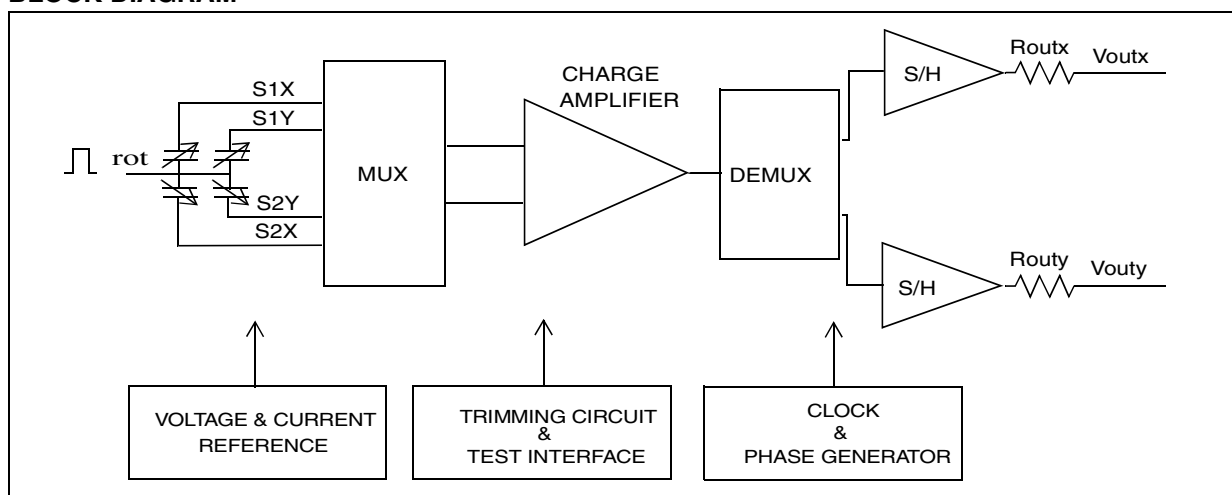 BLOCK DIAGRAM
S1X
S1Y
rot
S2Y
S2X
MUX
CHARGE
AMPLIFIER
DEMUX
S/H
Routx
Voutx
S/H
Routy
Vouty
VOLTAGE & CURRENT
REFERENCE
TRIMMING CIRCUIT
&
TEST INTERFACE
CLOCK
&
PHASE GENERATOR